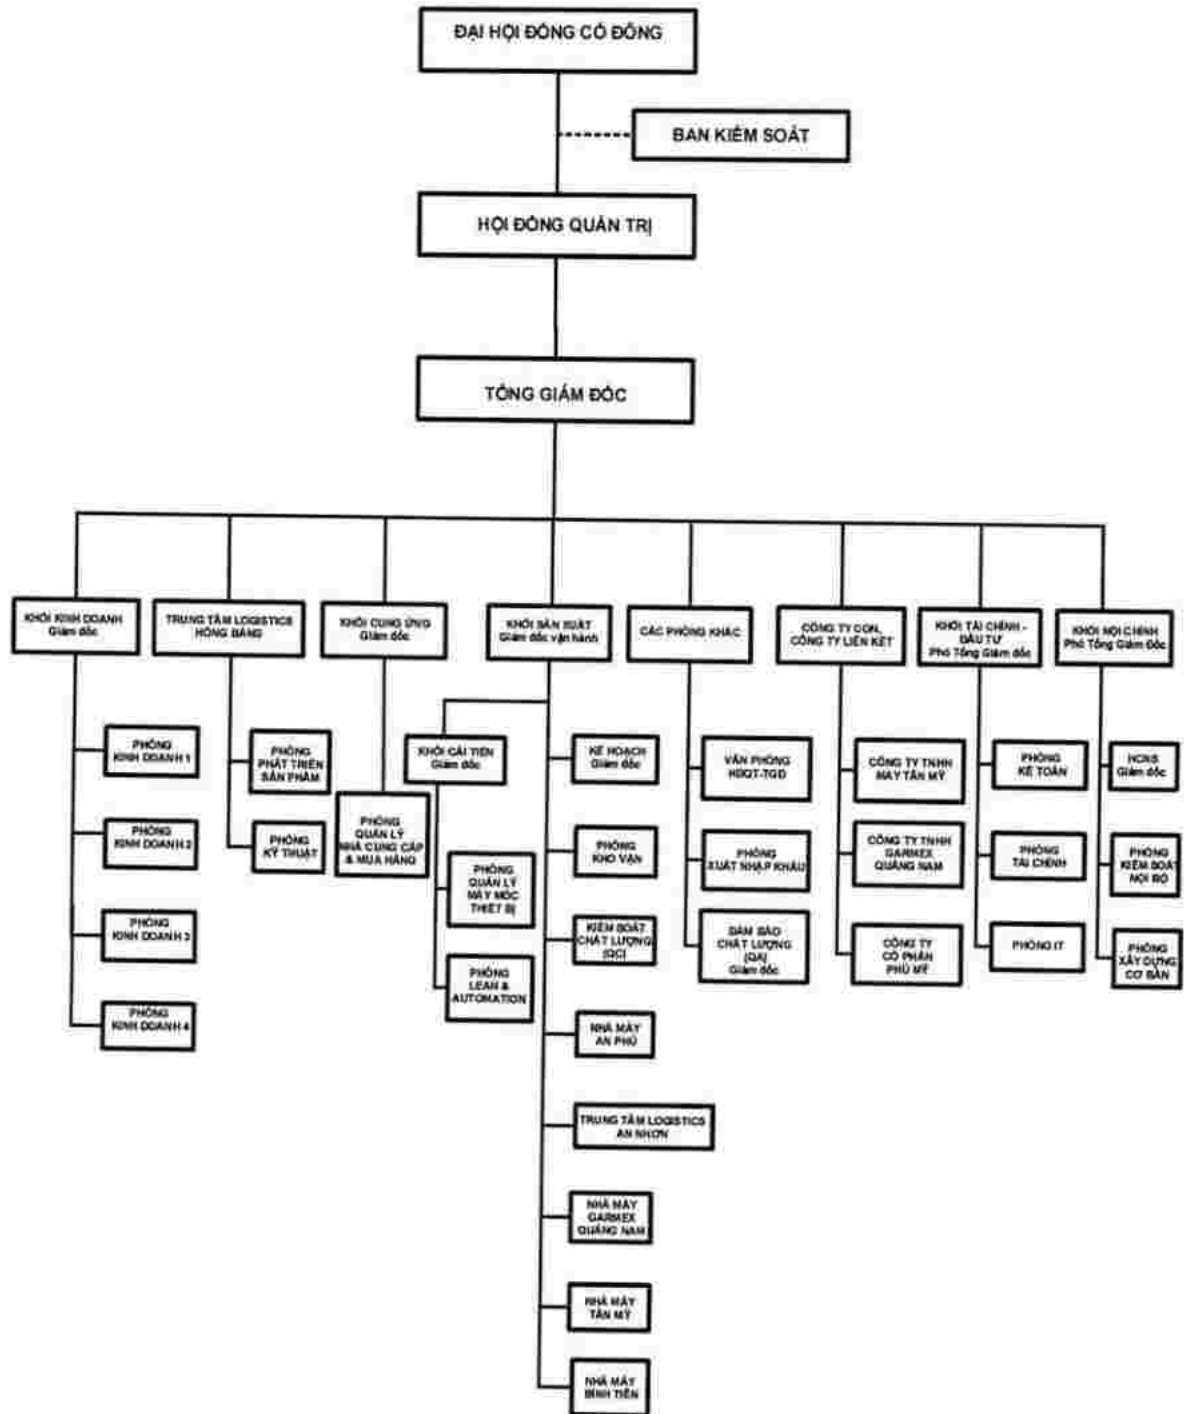 ĐẠI HỘI ĐỒNG CỔ ĐÔNG
BAN KIỂM SOÁT
HỘI ĐỒNG QUẢN TRỊ
TỔNG GIÁM ĐỐC
KHỐI KINH DOANH
Giám đốc
TRUNG TÂM LOGISTICS
HỒNG BÀNG
KHỐI CUNG ỨNG
Giám đốc
KHỐI SẢN XUẤT
Giám đốc vận hành
CÁC PHÒNG KHÁC
CÔNG TY CON,
CÔNG TY LIÊN KẾT
KHỐI TÀI CHÍNH -
ĐẦU TƯ
Phó Tổng Giám đốc
KHỐI NỘI CHÍNH
Phó Tổng Giám Đốc
PHÒNG
KINH DOANH 1
PHÒNG
KINH DOANH 2
PHÒNG
KINH DOANH 3
PHÒNG
KINH DOANH 4
PHÒNG
PHÁT TRIỂN
SẢN PHẨM
PHÒNG
KỸ THUẬT
PHÒNG
QUẢN LÝ
NHÀ CUNG CẤP
& MUA HÀNG
KHỐI CẢI TIẾN
Giám đốc
PHÒNG
QUẢN LÝ
MÁY MÓC
THIẾT BỊ
PHÒNG
LEAN &
AUTOMATION
KẾ HOẠCH
Giám đốc
PHÒNG
KHO VẬN
KIỂM SOÁT
CHẤT LƯỢNG
(QC)
NHÀ MÁY
AN PHÚ
TRUNG TÂM LOGISTICS
AN NHƠN
NHÀ MÁY
GARMEX
QUẢNG NAM
NHÀ MÁY
TÂN MỸ
NHÀ MÁY
BÌNH TIÊN
VĂN PHÒNG
HĐQT-TGĐ
PHÒNG
XUẤT NHẬP KHẨU
ĐẢM BẢO
CHẤT LƯỢNG
(QA)
Giám đốc
CÔNG TY TNHH
MAY TÂN MỸ
CÔNG TY TNHH
GARMEX
QUẢNG NAM
CÔNG TY
CỔ PHẦN
PHÚ MỸ
PHÒNG
KẾ TOÁN
PHÒNG
TÀI CHÍNH
PHÒNG IT
HCNS
Giám đốc
PHÒNG
KIỂM SOÁT
NỘI BỘ
PHÒNG
XÂY DỰNG
CƠ BẢN